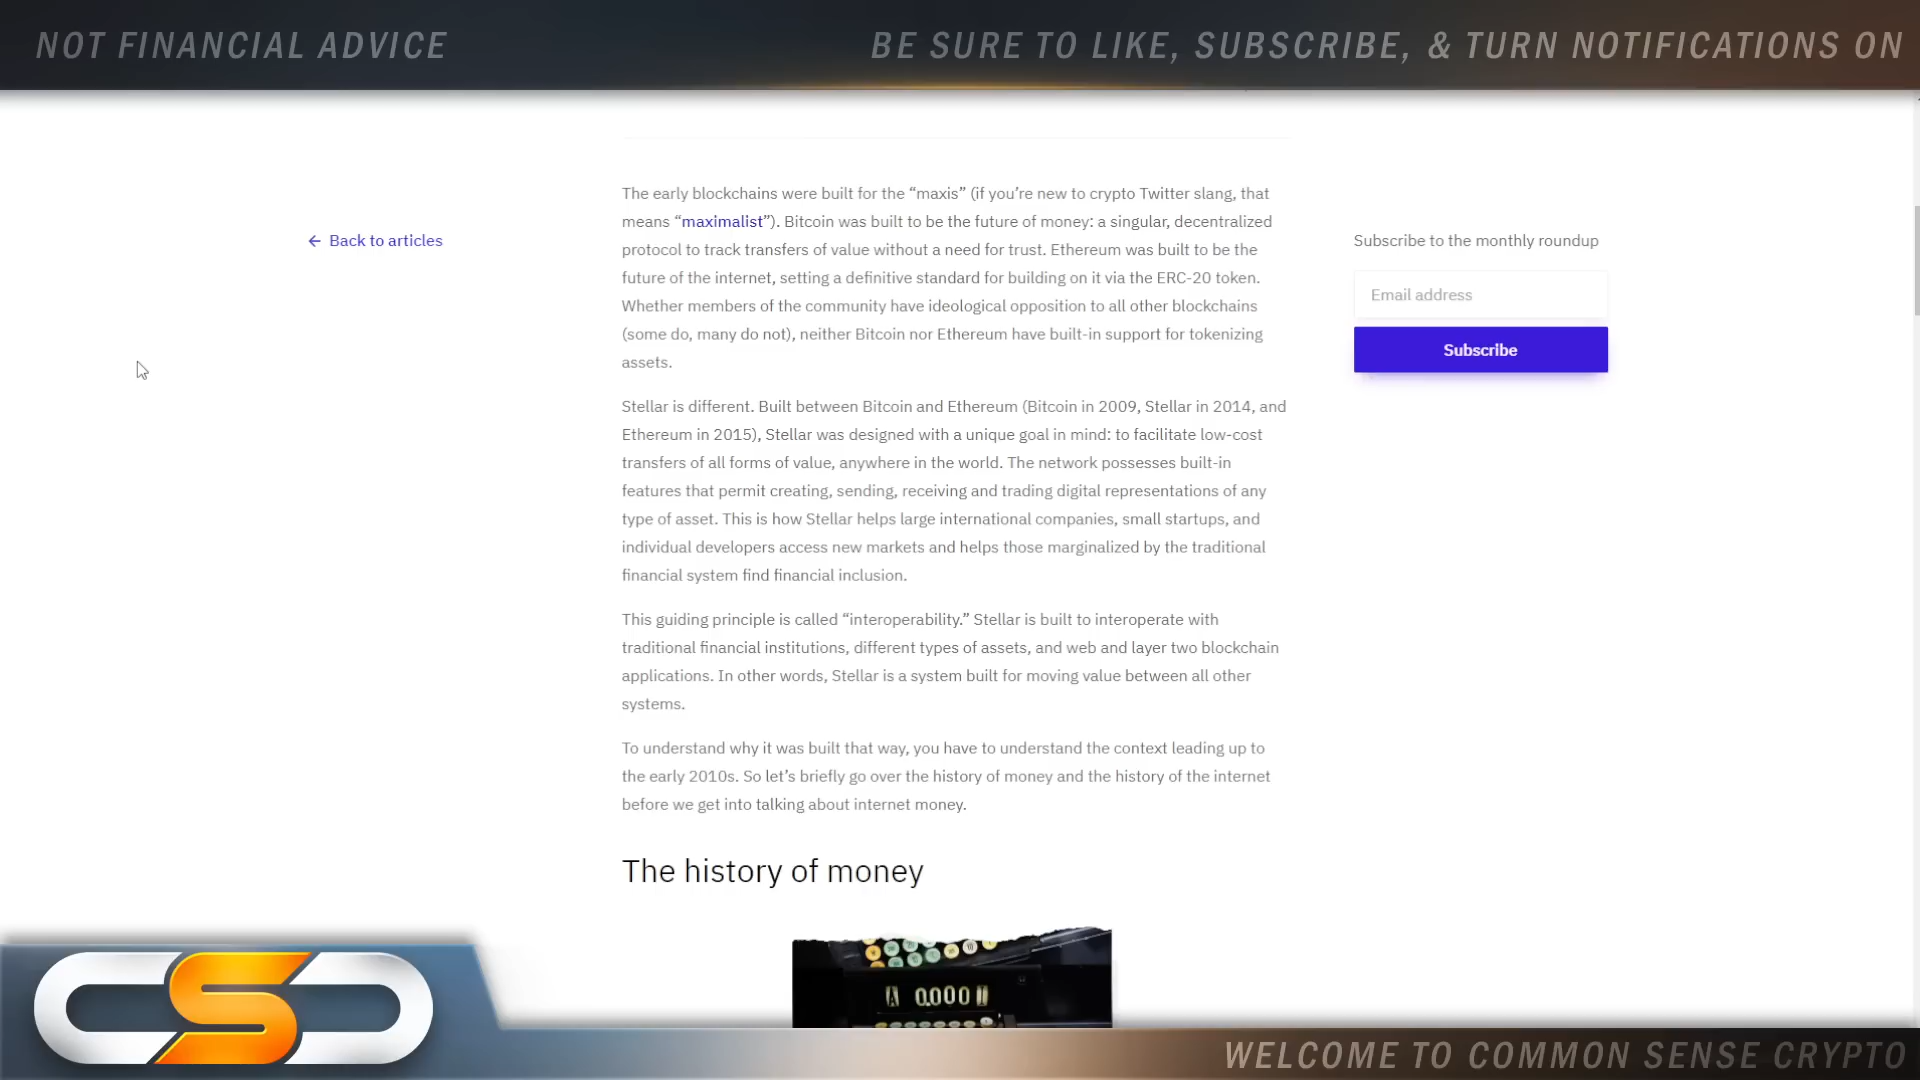 NOT FINANCIAL ADVICE
BE SURE TO LIKE, SUBSCRIBE, & TURN NOTIFICATIONS ON
← Back to articles
The early blockchains were built for the “maxis” (if you’re new to crypto Twitter slang, that
means “maximalist”). Bitcoin was built to be the future of money: a singular, decentralized
protocol to track transfers of value without a need for trust. Ethereum was built to be the
future of the internet, setting a definitive standard for building on it via the ERC-20 token.
Whether members of the community have ideological opposition to all other blockchains
(some do, many do not), neither Bitcoin nor Ethereum have built-in support for tokenizing
assets.
Stellar is different. Built between Bitcoin and Ethereum (Bitcoin in 2009, Stellar in 2014, and
Ethereum in 2015), Stellar was designed with a unique goal in mind: to facilitate low-cost
transfers of all forms of value, anywhere in the world. The network possesses built-in
features that permit creating, sending, receiving and trading digital representations of any
type of asset. This is how Stellar helps large international companies, small startups, and
individual developers access new markets and helps those marginalized by the traditional
financial system find financial inclusion.
This guiding principle is called “interoperability.” Stellar is built to interoperate with
traditional financial institutions, different types of assets, and web and layer two blockchain
applications. In other words, Stellar is a system built for moving value between all other
systems.
To understand why it was built that way, you have to understand the context leading up to
the early 2010s. So let’s briefly go over the history of money and the history of the internet
before we get into talking about internet money.
The history of money
A 0.000
Subscribe to the monthly roundup
Email address
Subscribe
CSC
WELCOME TO COMMON SENSE CRYPTO